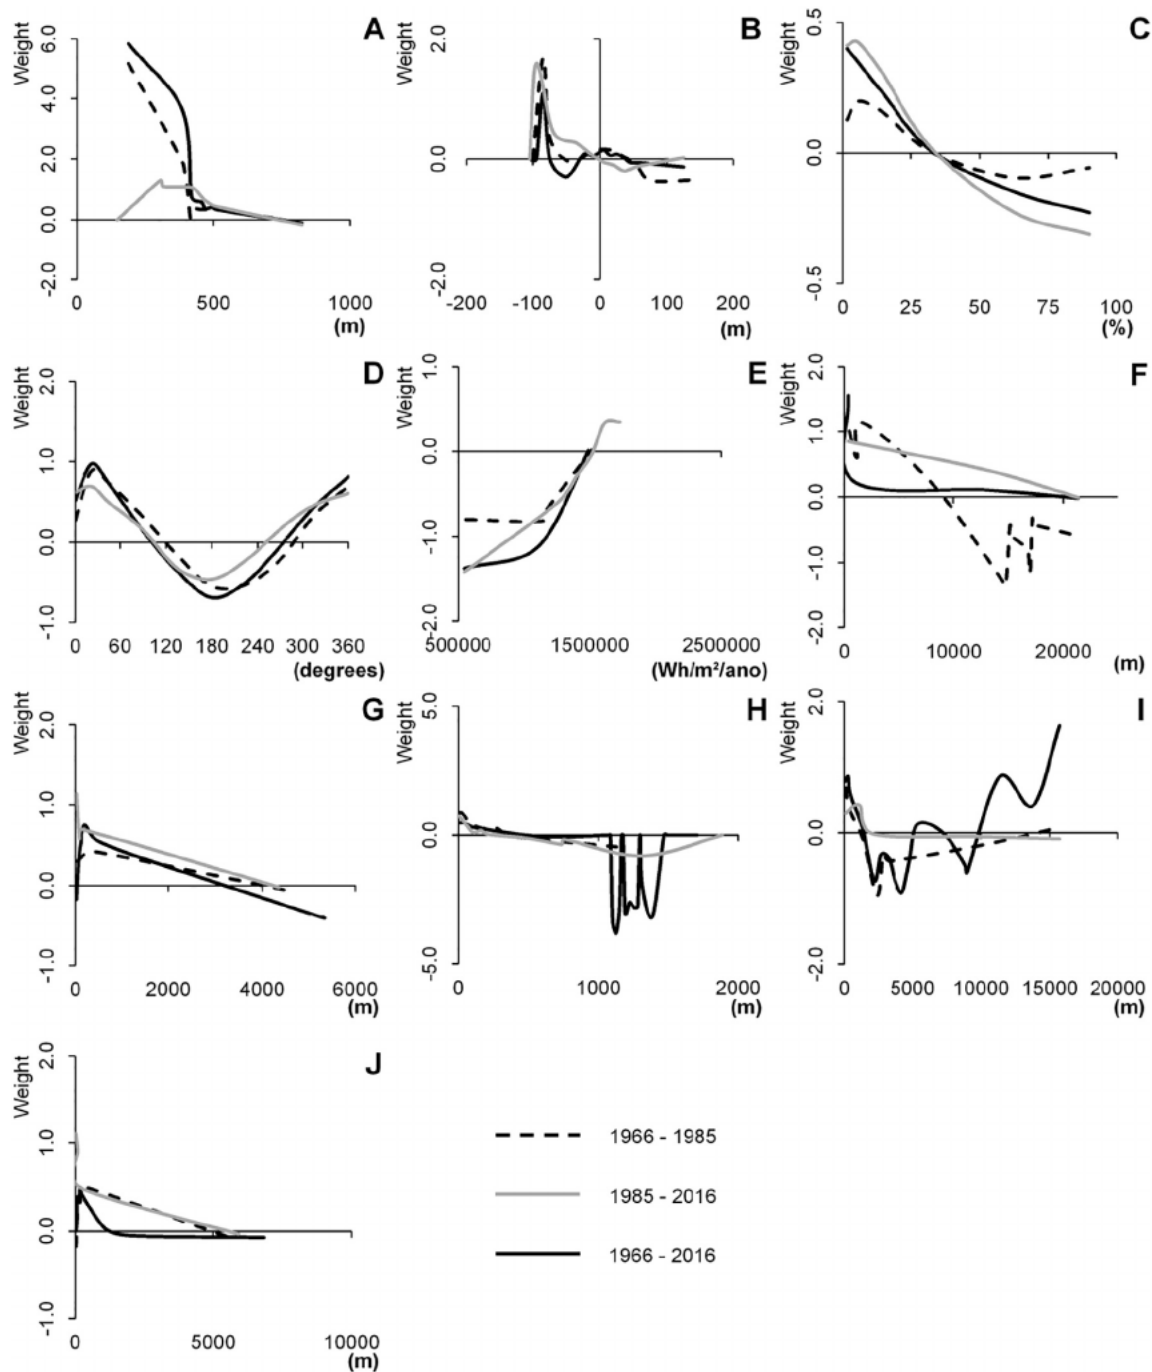 A
Weight
6.0
4.0
2.0
0.0
-2.0
0 500 1000
(m)
B
Weight
2.0
0.0
-2.0
-200 -100 0 100 200
(m)
C
Weight
0.5
0.0
-0.5
0 25 50 75 100
(%)
D
Weight
2.0
1.0
0.0
-1.0
0 60 120 180 240 300 360
(degrees)
E
Weight
1.0
0.0
-1.0
-2.0
500000 1500000 2500000
(Wh/m²/ano)
F
Weight
2.0
1.0
0.0
-1.0
-2.0
0 10000 20000
(m)
G
Weight
2.0
1.0
0.0
-1.0
0 2000 4000 6000
(m)
H
Weight
5.0
0.0
-5.0
0 1000 2000
(m)
I
Weight
2.0
0.0
-2.0
0 5000 10000 15000 20000
(m)
J
Weight
2.0
1.0
0.0
-1.0
0 5000 10000
(m)
1966 - 1985
1985 - 2016
1966 - 2016